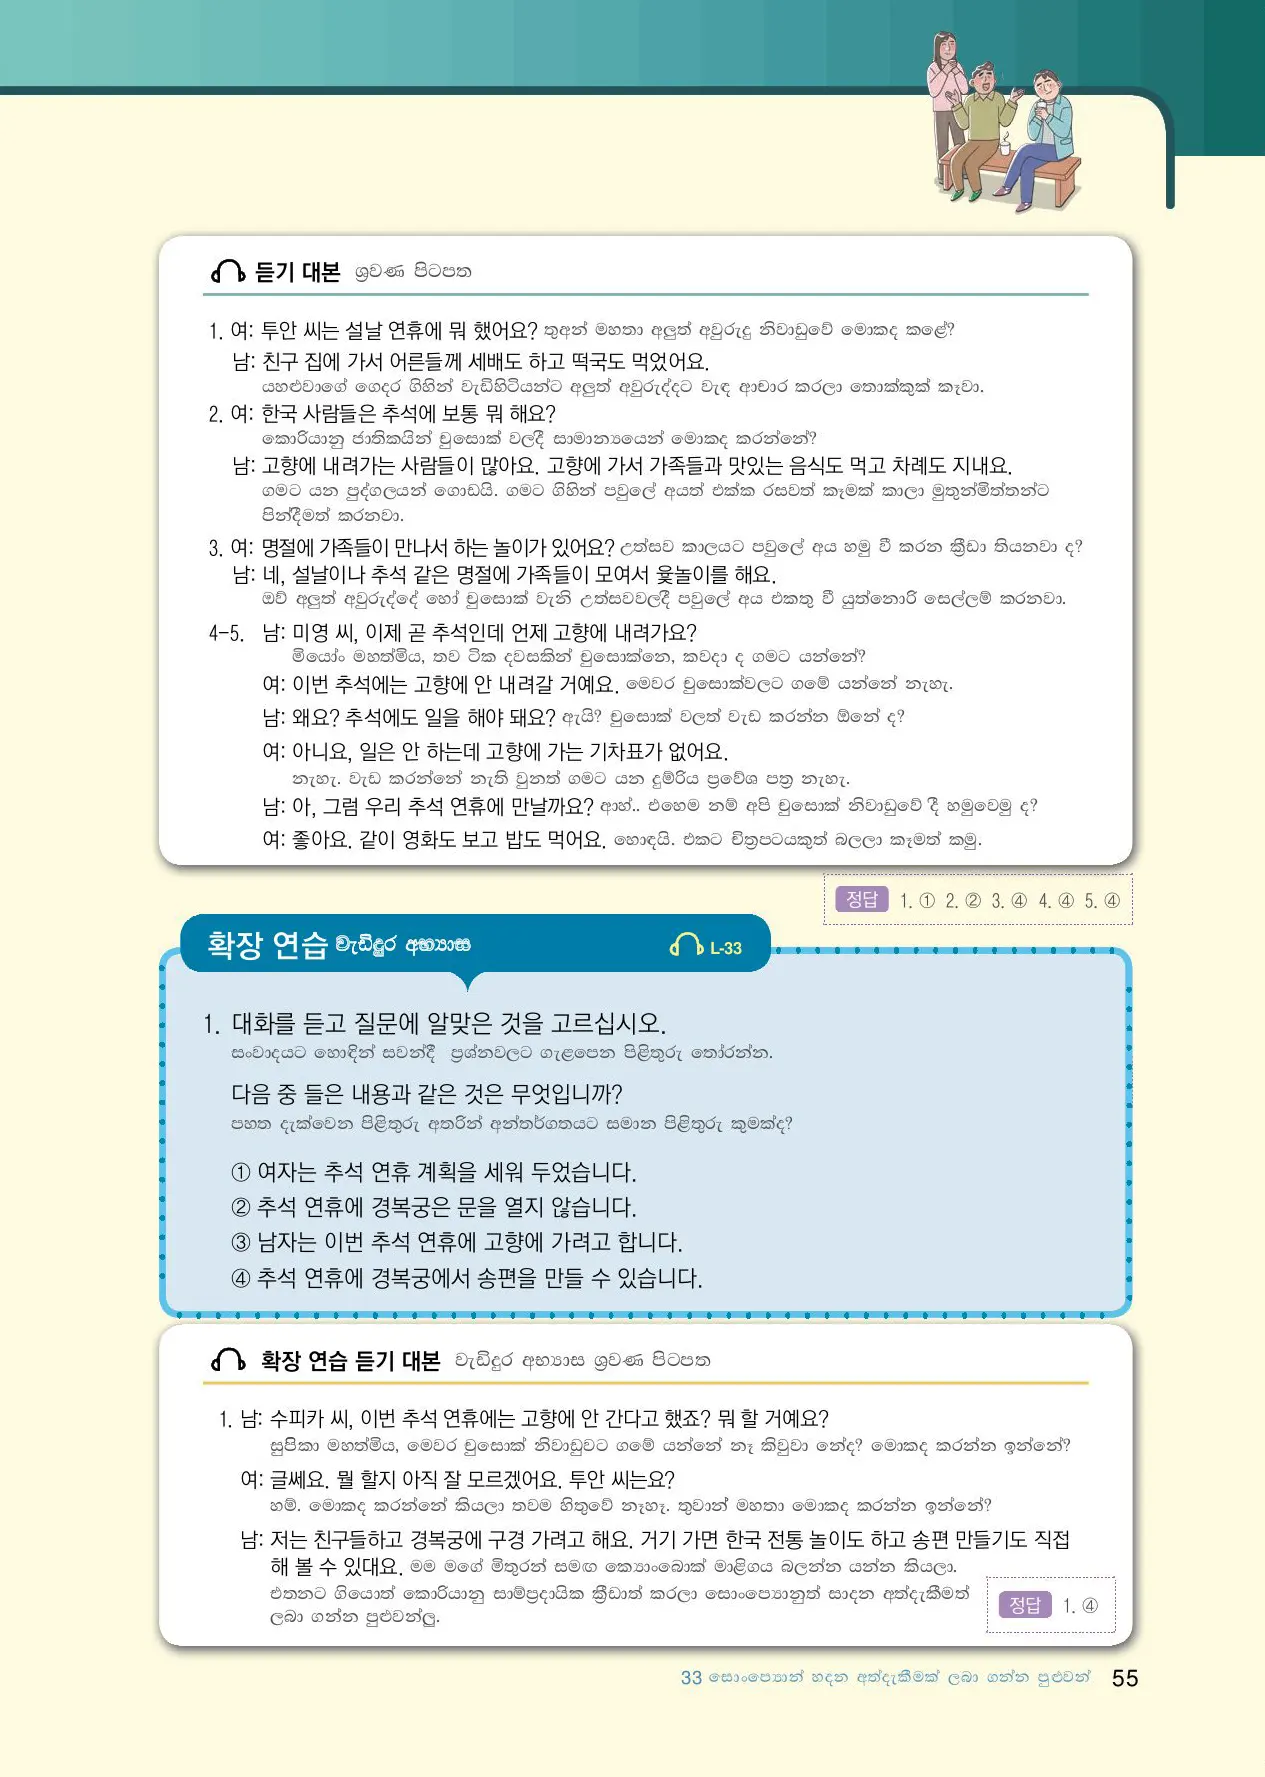 듣기 대본 ශ්‍රවණ පිටපත
1. 여: 투안 씨는 설날 연휴에 뭐 했어요? තුඅන් මහතා අලුත් අවුරුදු නිවාඩුවේ මොකද කළේ?
남: 친구 집에 가서 어른들께 세배도 하고 떡국도 먹었어요.
යහළුවාගේ ගෙදර ගිහින් වැඩිහිටියන්ට අලුත් අවුරුද්දට වැඳ ආචාර කරලා තොක්කුක් කෑවා.
2. 여: 한국 사람들은 추석에 보통 뭐 해요?
කොරියානු ජාතිකයින් චුසොක් වලදී සාමාන්‍යයෙන් මොකද කරන්නේ?
남: 고향에 내려가는 사람들이 많아요. 고향에 가서 가족들과 맛있는 음식도 먹고 차례도 지내요.
ගමට යන පුද්ගලයන් ගොඩයි. ගමට ගිහින් පවුලේ අයත් එක්ක රසවත් කෑමක් කාලා මුතුන්මිත්තන්ට
පින්දීමත් කරනවා.
3. 여: 명절에 가족들이 만나서 하는 놀이가 있어요? උත්සව කාලයට පවුලේ අය හමු වී කරන ක්‍රීඩා තියනවා ද?
남: 네, 설날이나 추석 같은 명절에 가족들이 모여서 윷놀이를 해요.
ඔව් අලුත් අවුරුද්දේ හෝ චුසොක් වැනි උත්සවවලදී පවුලේ අය එකතු වී යුත්නොරි සෙල්ලම් කරනවා.
4-5. 남: 미영 씨, 이제 곧 추석인데 언제 고향에 내려가요?
මියෝං මහත්මිය, තව ටික දවසකින් චුසොක්නෙ, කවදා ද ගමට යන්නේ?
여: 이번 추석에는 고향에 안 내려갈 거예요. මෙවර චුසොක්වලට ගමේ යන්නේ නැහැ.
남: 왜요? 추석에도 일을 해야 돼요? ඇයි? චුසොක් වලත් වැඩ කරන්න ඕනේ ද?
여: 아니요, 일은 안 하는데 고향에 가는 기차표가 없어요.
නැහැ. වැඩ කරන්නේ නැති වුනත් ගමට යන දුම්රිය ප්‍රවේශ පත්‍ර නැහැ.
남: 아, 그럼 우리 추석 연휴에 만날까요? ආහ්.. එහෙම නම් අපි චුසොක් නිවාඩුවේ දී හමුවෙමු ද?
여: 좋아요. 같이 영화도 보고 밥도 먹어요. හොඳයි. එකට චිත්‍රපටයකුත් බලලා කෑමත් කමු.
정답 1. ① 2. ② 3. ④ 4. ④ 5. ④
확장 연습 වැඩිදුර අභ්‍යාස L-33
1. 대화를 듣고 질문에 알맞은 것을 고르십시오.
සංවාදයට හොඳින් සවන්දී ප්‍රශ්නවලට ගැළපෙන පිළිතුරු තෝරන්න.
다음 중 들은 내용과 같은 것은 무엇입니까?
පහත දැක්වෙන පිළිතුරු අතරින් අන්තර්ගතයට සමාන පිළිතුරු කුමක්ද?
① 여자는 추석 연휴 계획을 세워 두었습니다.
② 추석 연휴에 경복궁은 문을 열지 않습니다.
③ 남자는 이번 추석 연휴에 고향에 가려고 합니다.
④ 추석 연휴에 경복궁에서 송편을 만들 수 있습니다.
확장 연습 듣기 대본 වැඩිදුර අභ්‍යාස ශ්‍රවණ පිටපත
1. 남: 수피카 씨, 이번 추석 연휴에는 고향에 안 간다고 했죠? 뭐 할 거예요?
සුපිකා මහත්මිය, මෙවර චුසොක් නිවාඩුවට ගමේ යන්නේ නෑ කිවුවා නේද? මොකද කරන්න ඉන්නේ?
여: 글쎄요. 뭘 할지 아직 잘 모르겠어요. 투안 씨는요?
හම්. මොකද කරන්නේ කියලා තවම හිතුවේ නෑහෑ. තුවාන් මහතා මොකද කරන්න ඉන්නේ?
남: 저는 친구들하고 경복궁에 구경 가려고 해요. 거기 가면 한국 전통 놀이도 하고 송편 만들기도 직접
해 볼 수 있대요. මම මගේ මිතුරන් සමඟ ක්‍යොංබොක් මාළිගය බලන්න යන්න කියලා.
එතනට ගියොත් කොරියානු සාම්ප්‍රදායික ක්‍රීඩාත් කරලා සොංප්‍යොනුත් සාදන අත්දැකීමත්
ලබා ගන්න පුළුවන්ලු.
정답 1. ④
33 සොංප්‍යොන් හදන අත්දැකීමක් ලබා ගන්න පුළුවන් 55